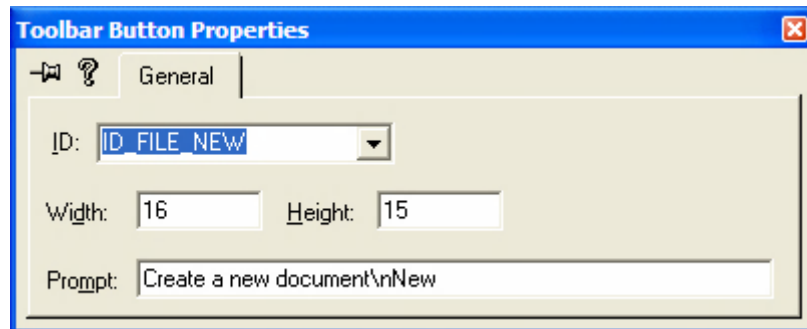 Toolbar Button Properties
General
ID: ID_FILE_NEW
Width: 16 Height: 15
Prompt: Create a new document\nNew